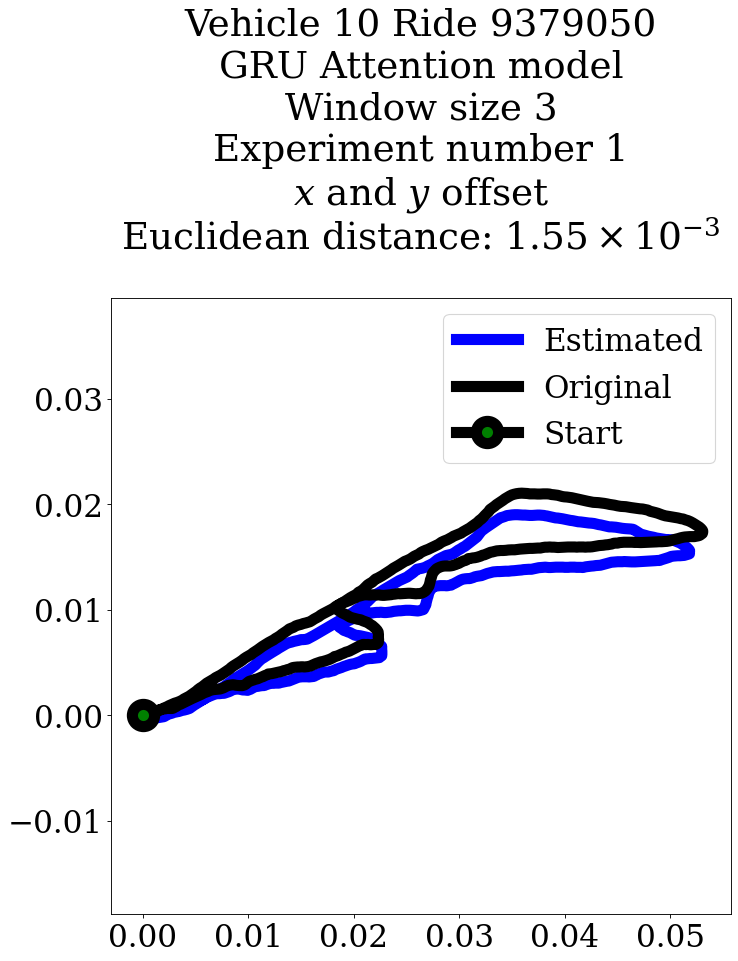 Vehicle 10 Ride 9379050
GRU Attention model
Window size 3
Experiment number 1
x and y offset
Euclidean distance: 1.55 × 10⁻³
Estimated
Original
Start
0.03
0.02
0.01
0.00
−0.01
0.00 0.01 0.02 0.03 0.04 0.05